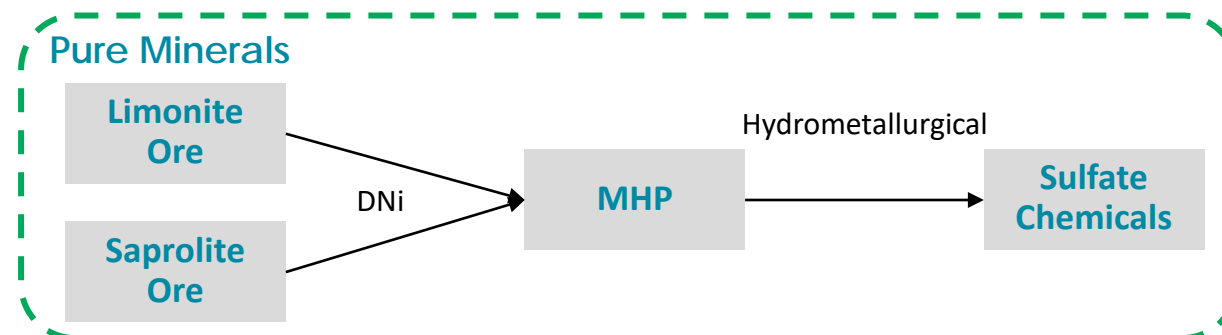 Pure Minerals
Limonite
Ore
DNi
Saprolite
Ore
MHP
Hydrometallurgical
Sulfate
Chemicals